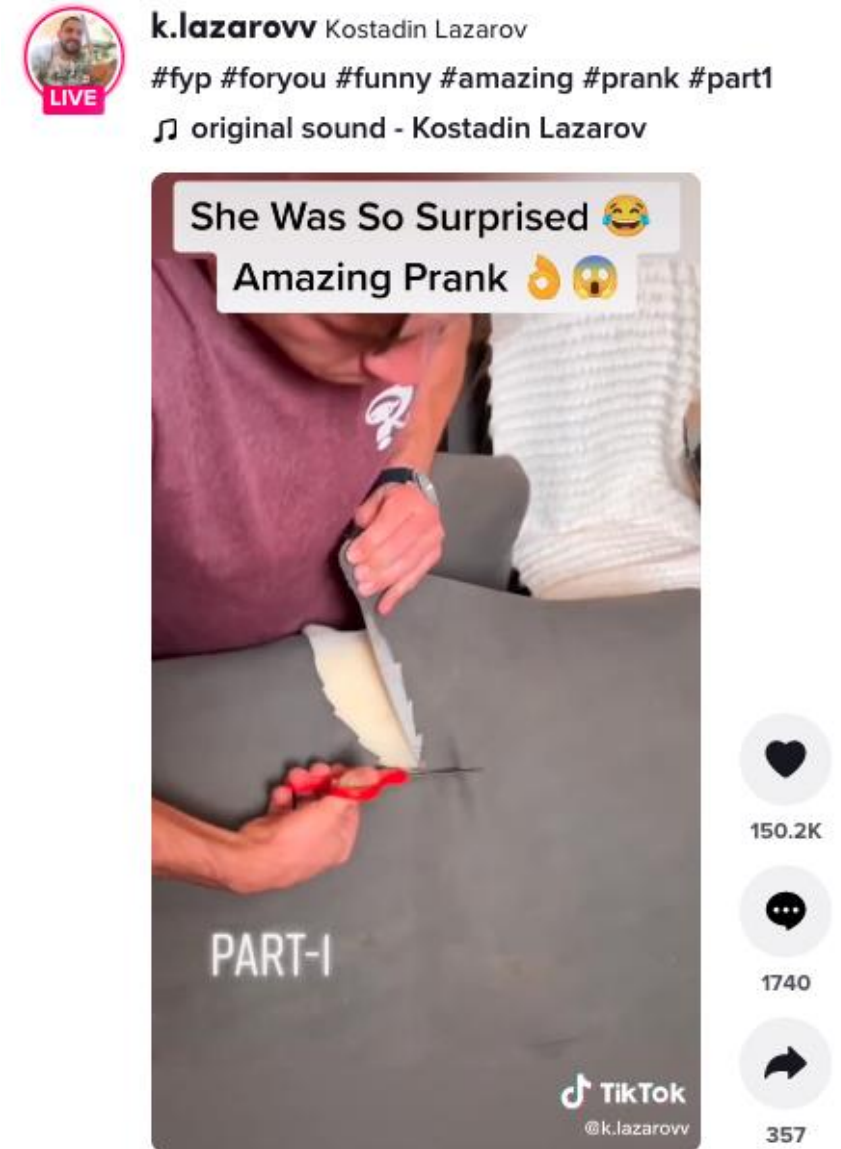 k.lazarovv Kostadin Lazarov
#fyp #foryou #funny #amazing #prank #part1
LIVE
♫ original sound - Kostadin Lazarov
She Was So Surprised 😂
Amazing Prank 👌😱
150.2K
1740
PART-I
TikTok
@k.lazarovv
357